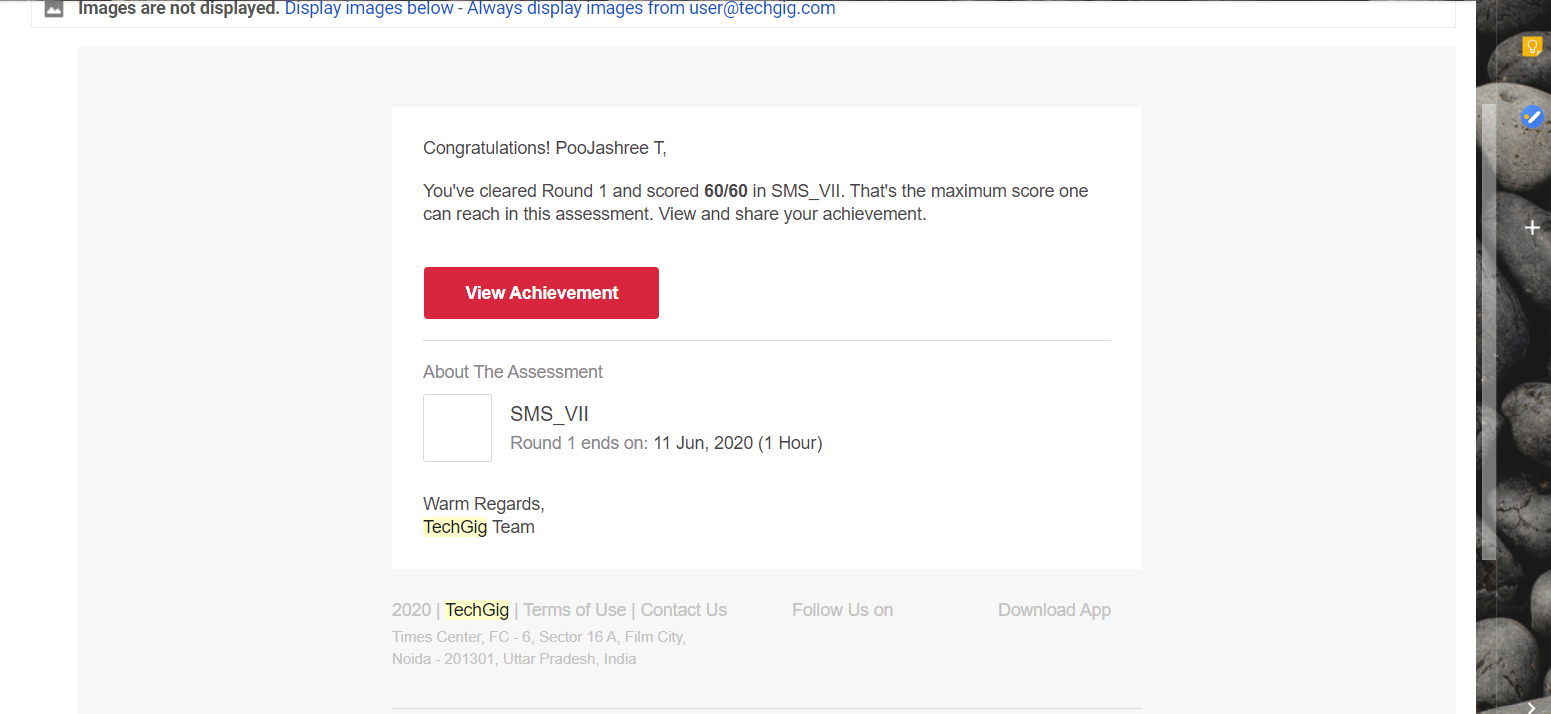 Images are not displayed. Display images below - Always display images from user@techgig.com
Congratulations! PooJashree T,
You've cleared Round 1 and scored 60/60 in SMS_VII. That's the maximum score one
can reach in this assessment. View and share your achievement.
View Achievement
About The Assessment
SMS_VII
Round 1 ends on: 11 Jun, 2020 (1 Hour)
Warm Regards,
TechGig Team
2020 | TechGig | Terms of Use | Contact Us
Times Center, FC - 6, Sector 16 A, Film City,
Noida - 201301, Uttar Pradesh, India
Follow Us on
Download App